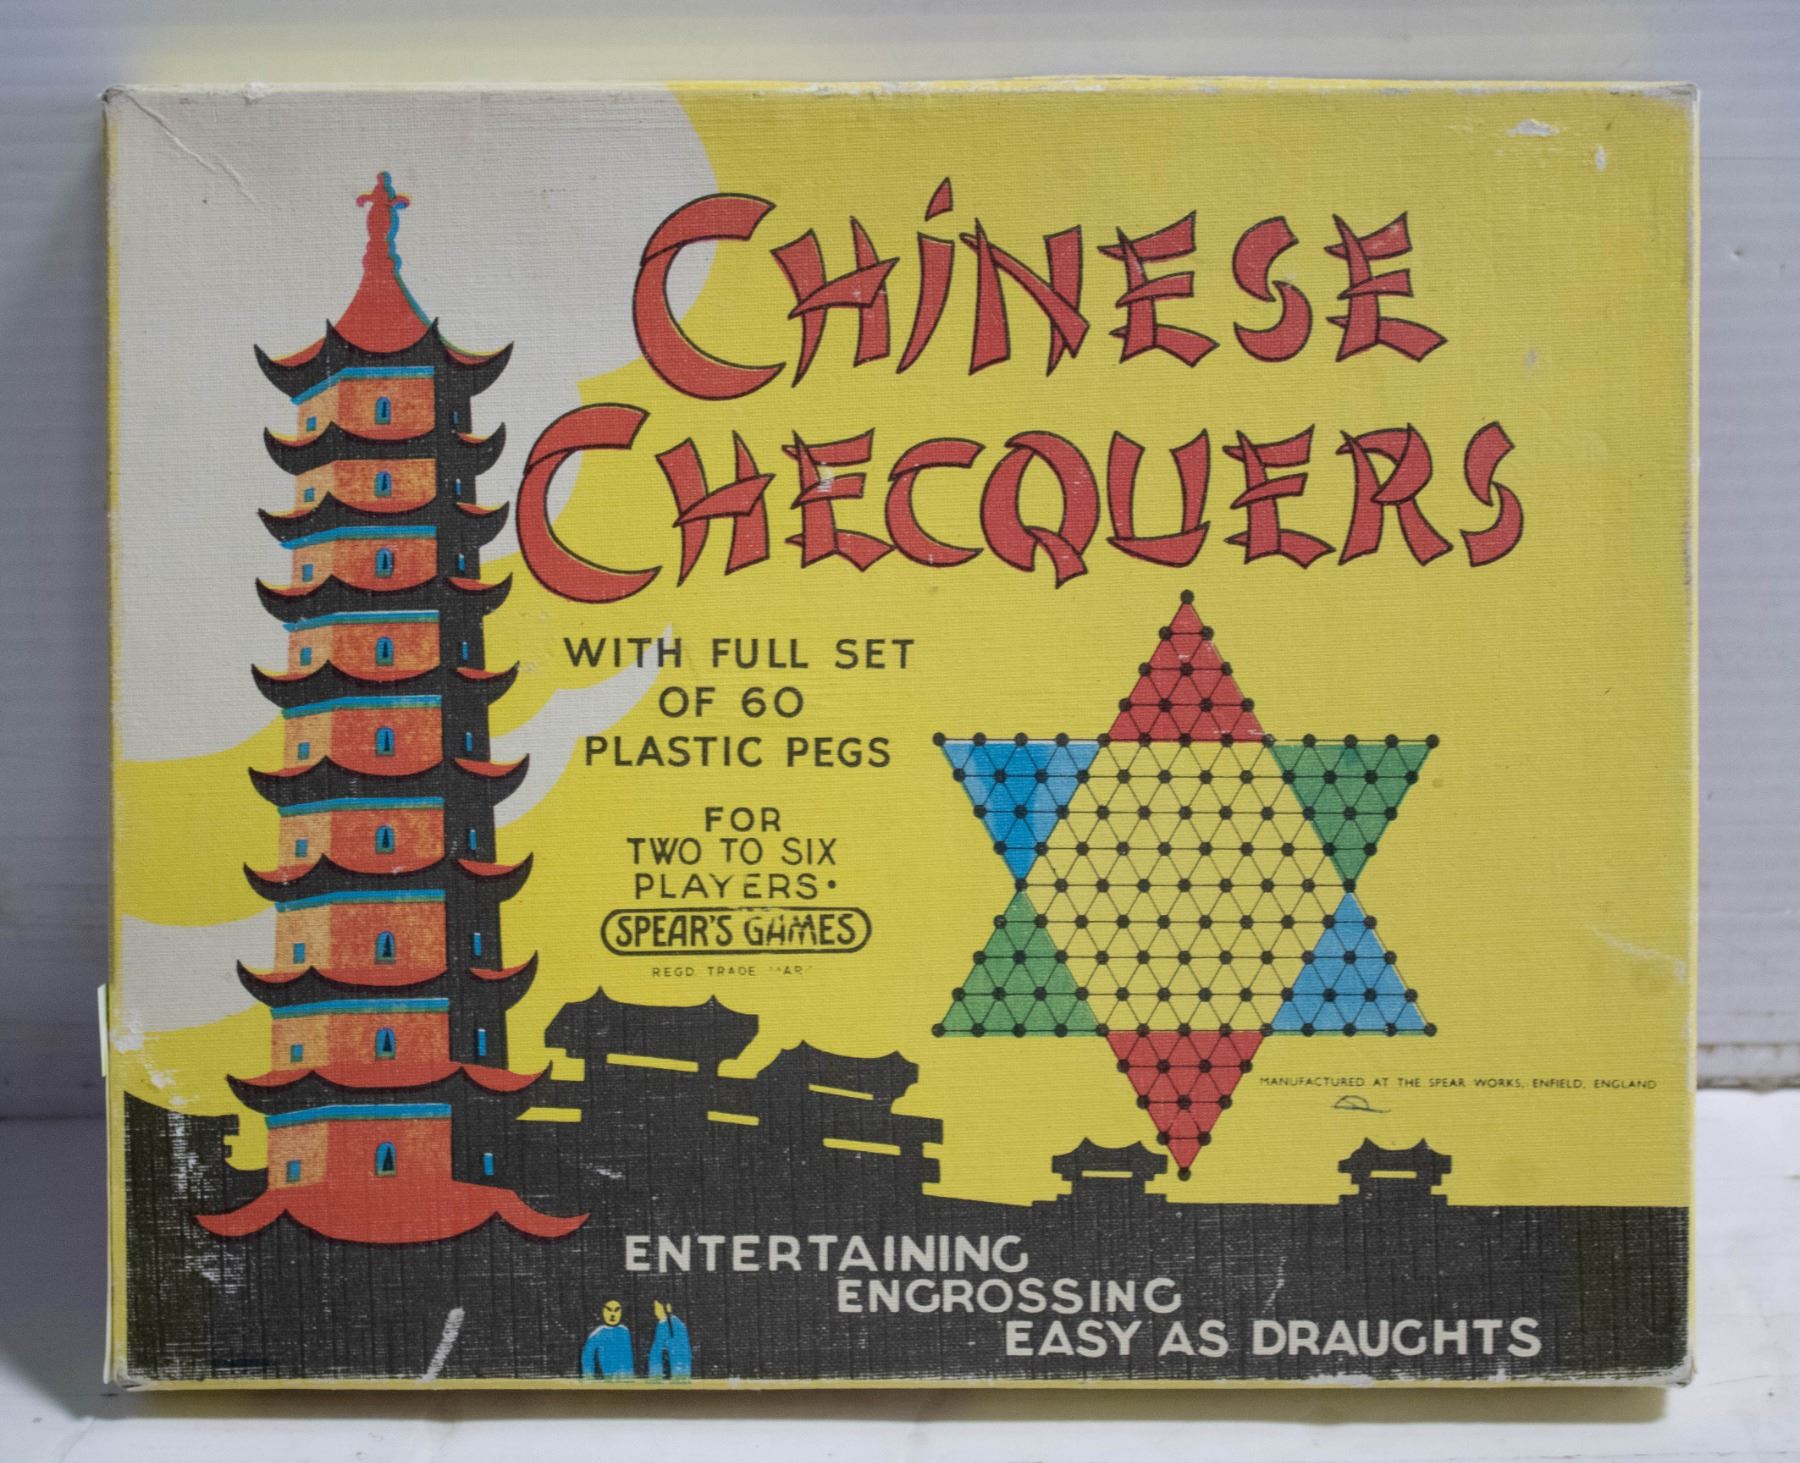 CHINESE
CHECQUERS
WITH FULL SET
OF 60
PLASTIC PEGS
FOR
TWO TO SIX
PLAYERS•
SPEAR'S GAMES
REGD. TRADE MARK
MANUFACTURED AT THE SPEAR WORKS, ENFIELD, ENGLAND
ENTERTAINING
ENGROSSING
EASY AS DRAUGHTS